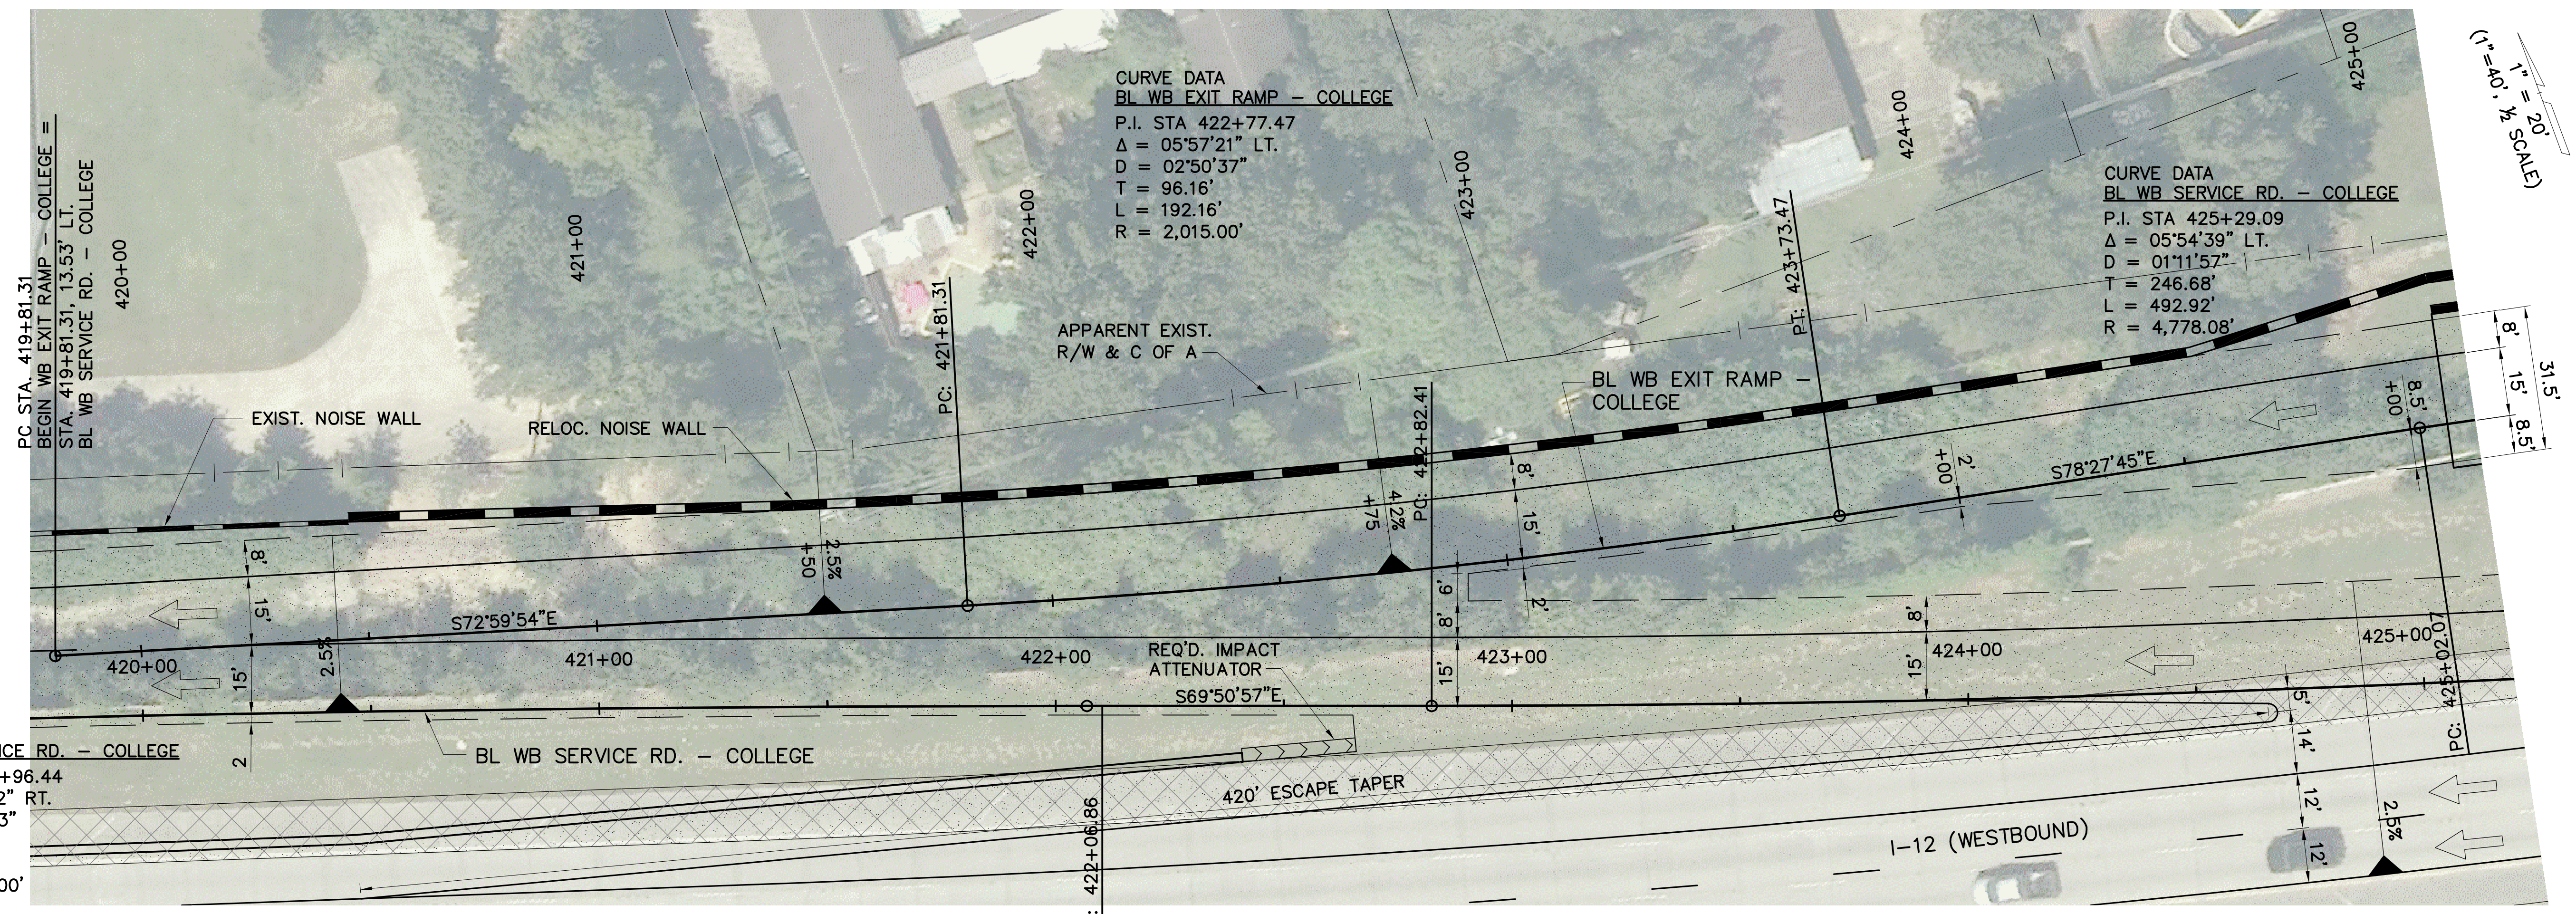 PC STA. 419+81.31
BEGIN WB EXIT RAMP – COLLEGE =
STA. 419+81.31, 13.53' LT.
BL WB SERVICE RD. – COLLEGE
420+00
421+00
422+00
423+00
424+00
425+00
1" = 20'
(1"=40', ½ SCALE)
CURVE DATA
BL WB EXIT RAMP – COLLEGE
P.I. STA 422+77.47
Δ = 05°57'21" LT.
D = 02°50'37"
T = 96.16'
L = 192.16'
R = 2,015.00'
CURVE DATA
BL WB SERVICE RD. – COLLEGE
P.I. STA 425+29.09
Δ = 05°54'39" LT.
D = 01°11'57"
T = 246.68'
L = 492.92'
R = 4,778.08'
EXIST. NOISE WALL
RELOC. NOISE WALL
APPARENT EXIST.
R/W & C OF A
BL WB EXIT RAMP –
COLLEGE
PC: 421+81.31
PC: 422+82.41
PT: 423+73.47
8'
15'
8.5'
31.5'
8.5'
+00
S78°27'45"E
2'
+00
8'
15'
2'
+75
4.2%
+50
2.5%
6'
8'
15'
8'
15'
8'
15'
15'
2
S72°59'54"E
2.5%
420+00
421+00
422+00
423+00
424+00
425+00
REQ'D. IMPACT
ATTENUATOR
S69°50'57"E
BL WB SERVICE RD. – COLLEGE
ICE RD. – COLLEGE
+96.44
2" RT.
3"
00'
: 422+06.86
420' ESCAPE TAPER
I–12 (WESTBOUND)
PC: 425+02.07
5'
14'
12'
12'
2.5%